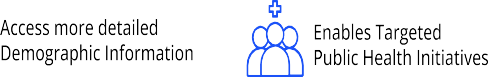 Access more detailed
Demographic Information
Enables Targeted
Public Health Initiatives